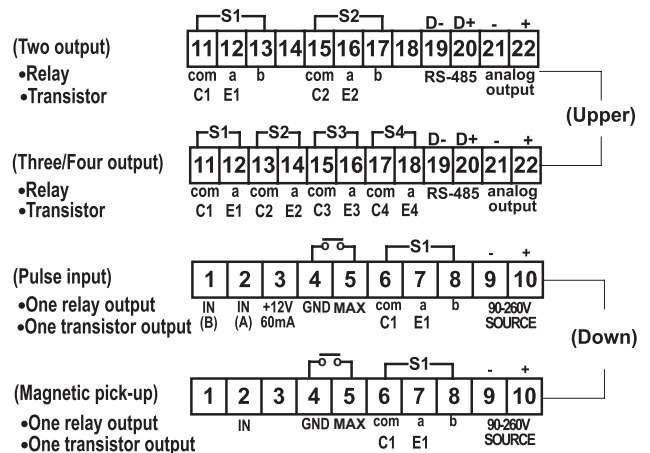 S1 S2
D- D+ - +
(Two output) 11 12 13 14 15 16 17 18 19 20 21 22
•Relay com a b com a b RS-485 analog output
•Transistor C1 E1 C2 E2
(Upper)
S1 S2 S3 S4 D- D+ - +
(Three/Four output) 11 12 13 14 15 16 17 18 19 20 21 22
•Relay com a com a com a com a RS-485 analog output
•Transistor C1 E1 C2 E2 C3 E3 C4 E4
S1 - +
(Pulse input) 1 2 3 4 5 6 7 8 9 10
•One relay output IN (B) IN (A) +12V 60mA GND MAX com a b 90-260V SOURCE
•One transistor output C1 E1
(Down)
S1 - +
(Magnetic pick-up) 1 2 3 4 5 6 7 8 9 10
•One relay output IN GND MAX com a b 90-260V SOURCE
•One transistor output C1 E1